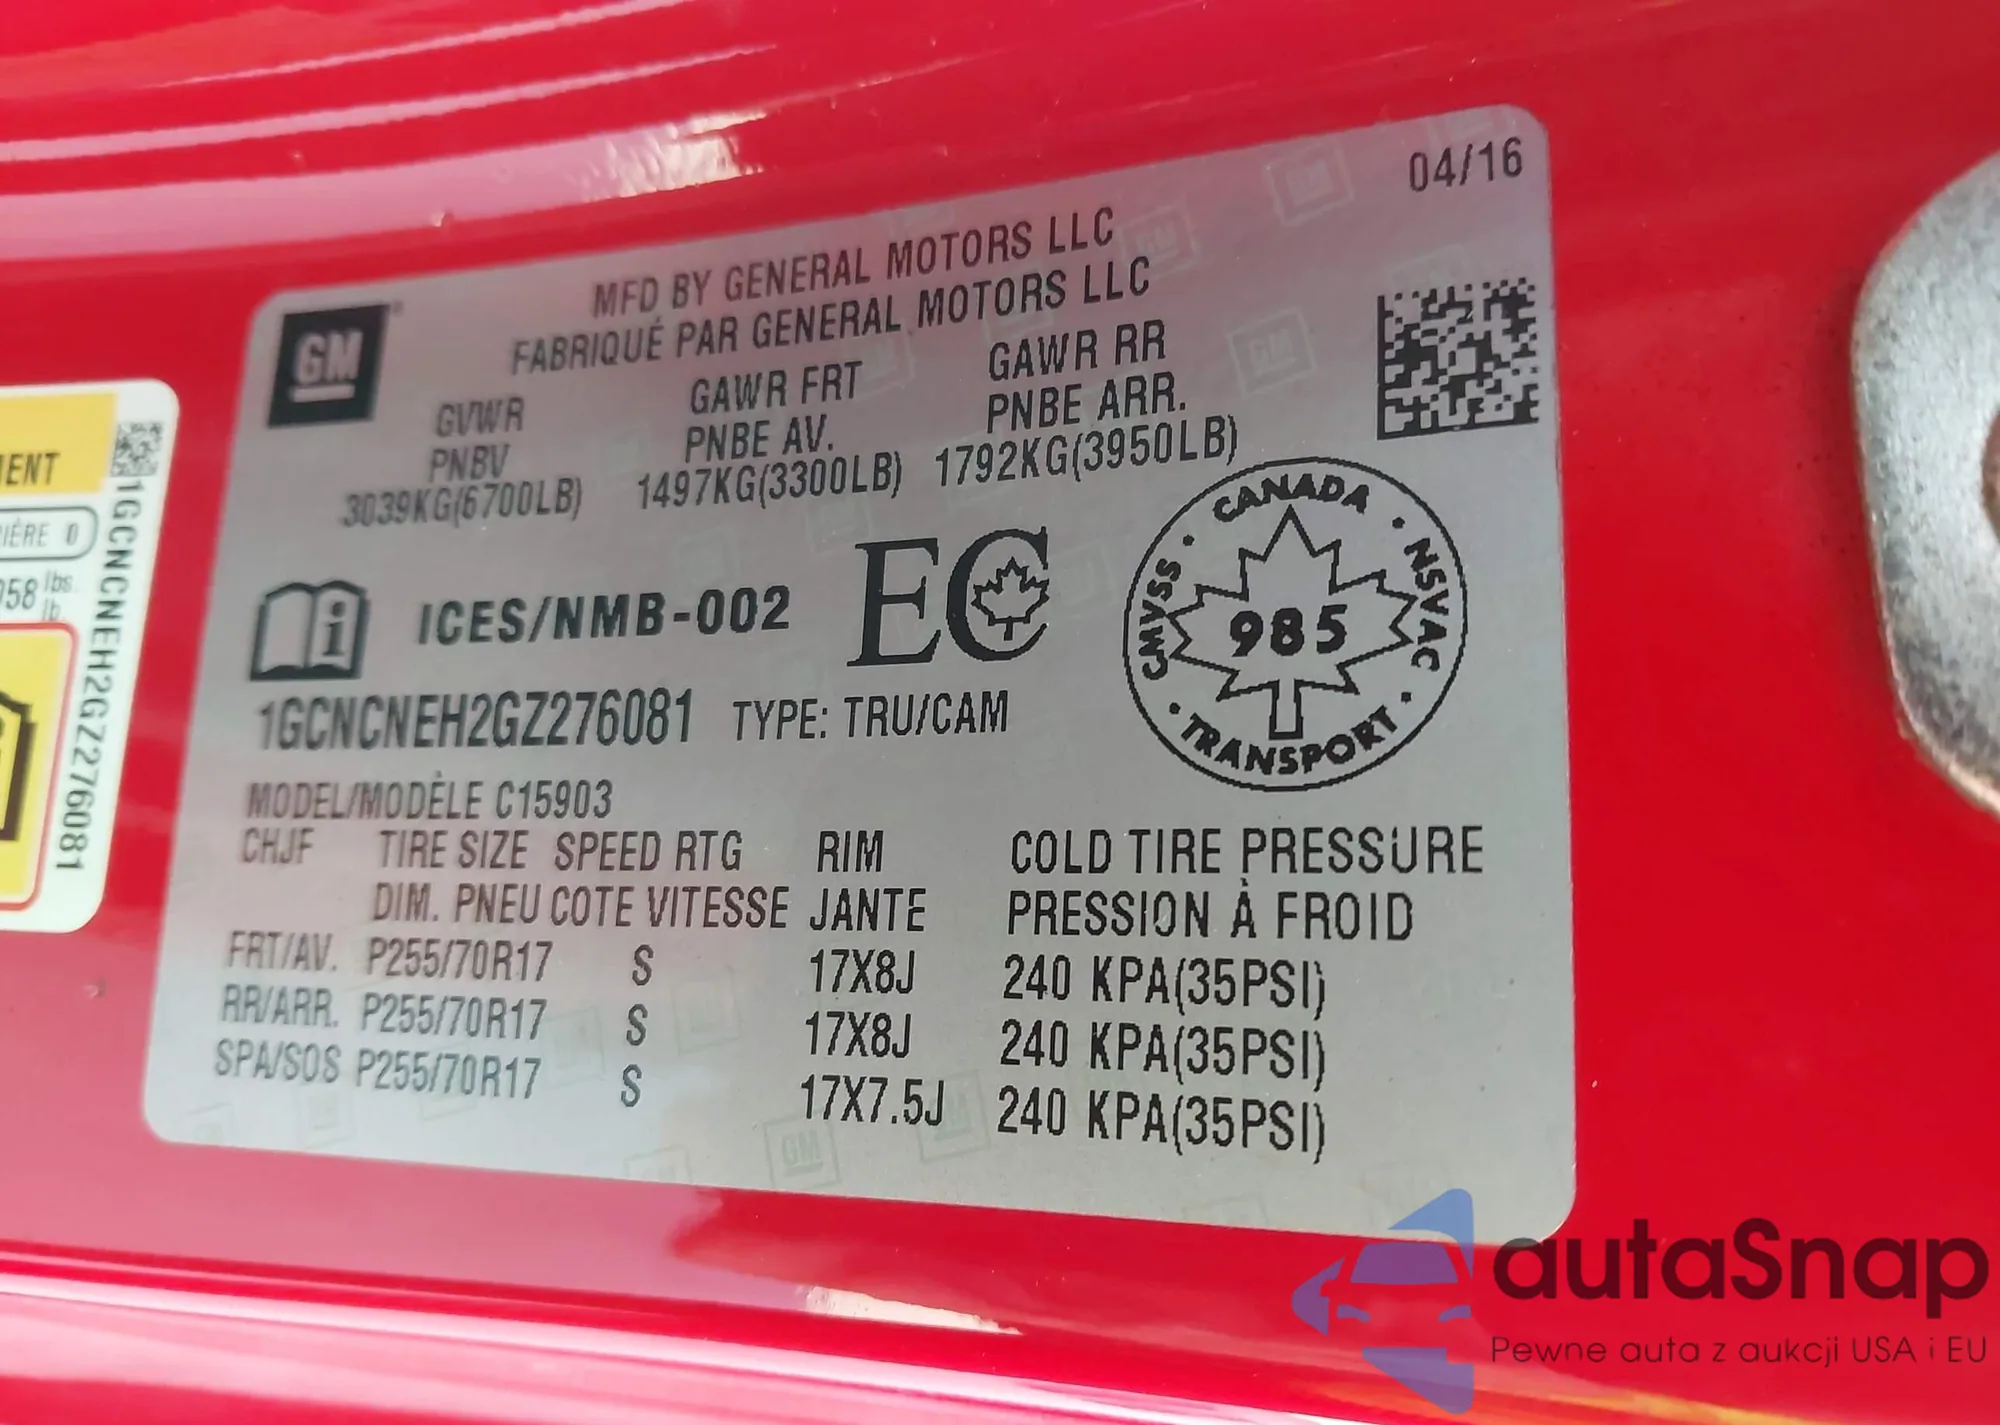 04/16
MFD BY GENERAL MOTORS LLC
FABRIQUÉ PAR GENERAL MOTORS LLC
GM
GVWR GAWR FRT GAWR RR
PNBV PNBE AV. PNBE ARR.
3039KG(6700LB) 1497KG(3300LB) 1792KG(3950LB)
ICES/NMB-002 EC
CANADA · NSVAC · TRANSPORT · CMVSS ·
985
1GCNCNEH2GZ276081 TYPE: TRU/CAM
MODEL/MODÈLE C15903
CHJF TIRE SIZE SPEED RTG RIM COLD TIRE PRESSURE
DIM. PNEU COTE VITESSE JANTE PRESSION À FROID
FRT/AV. P255/70R17 S 17X8J 240 KPA(35PSI)
RR/ARR. P255/70R17 S 17X8J 240 KPA(35PSI)
SPA/SOS P255/70R17 S 17X7.5J 240 KPA(35PSI)
1GCNCNEH2GZ276081
lbs.
lb.
autaSnap
Pewne auta z aukcji USA i EU